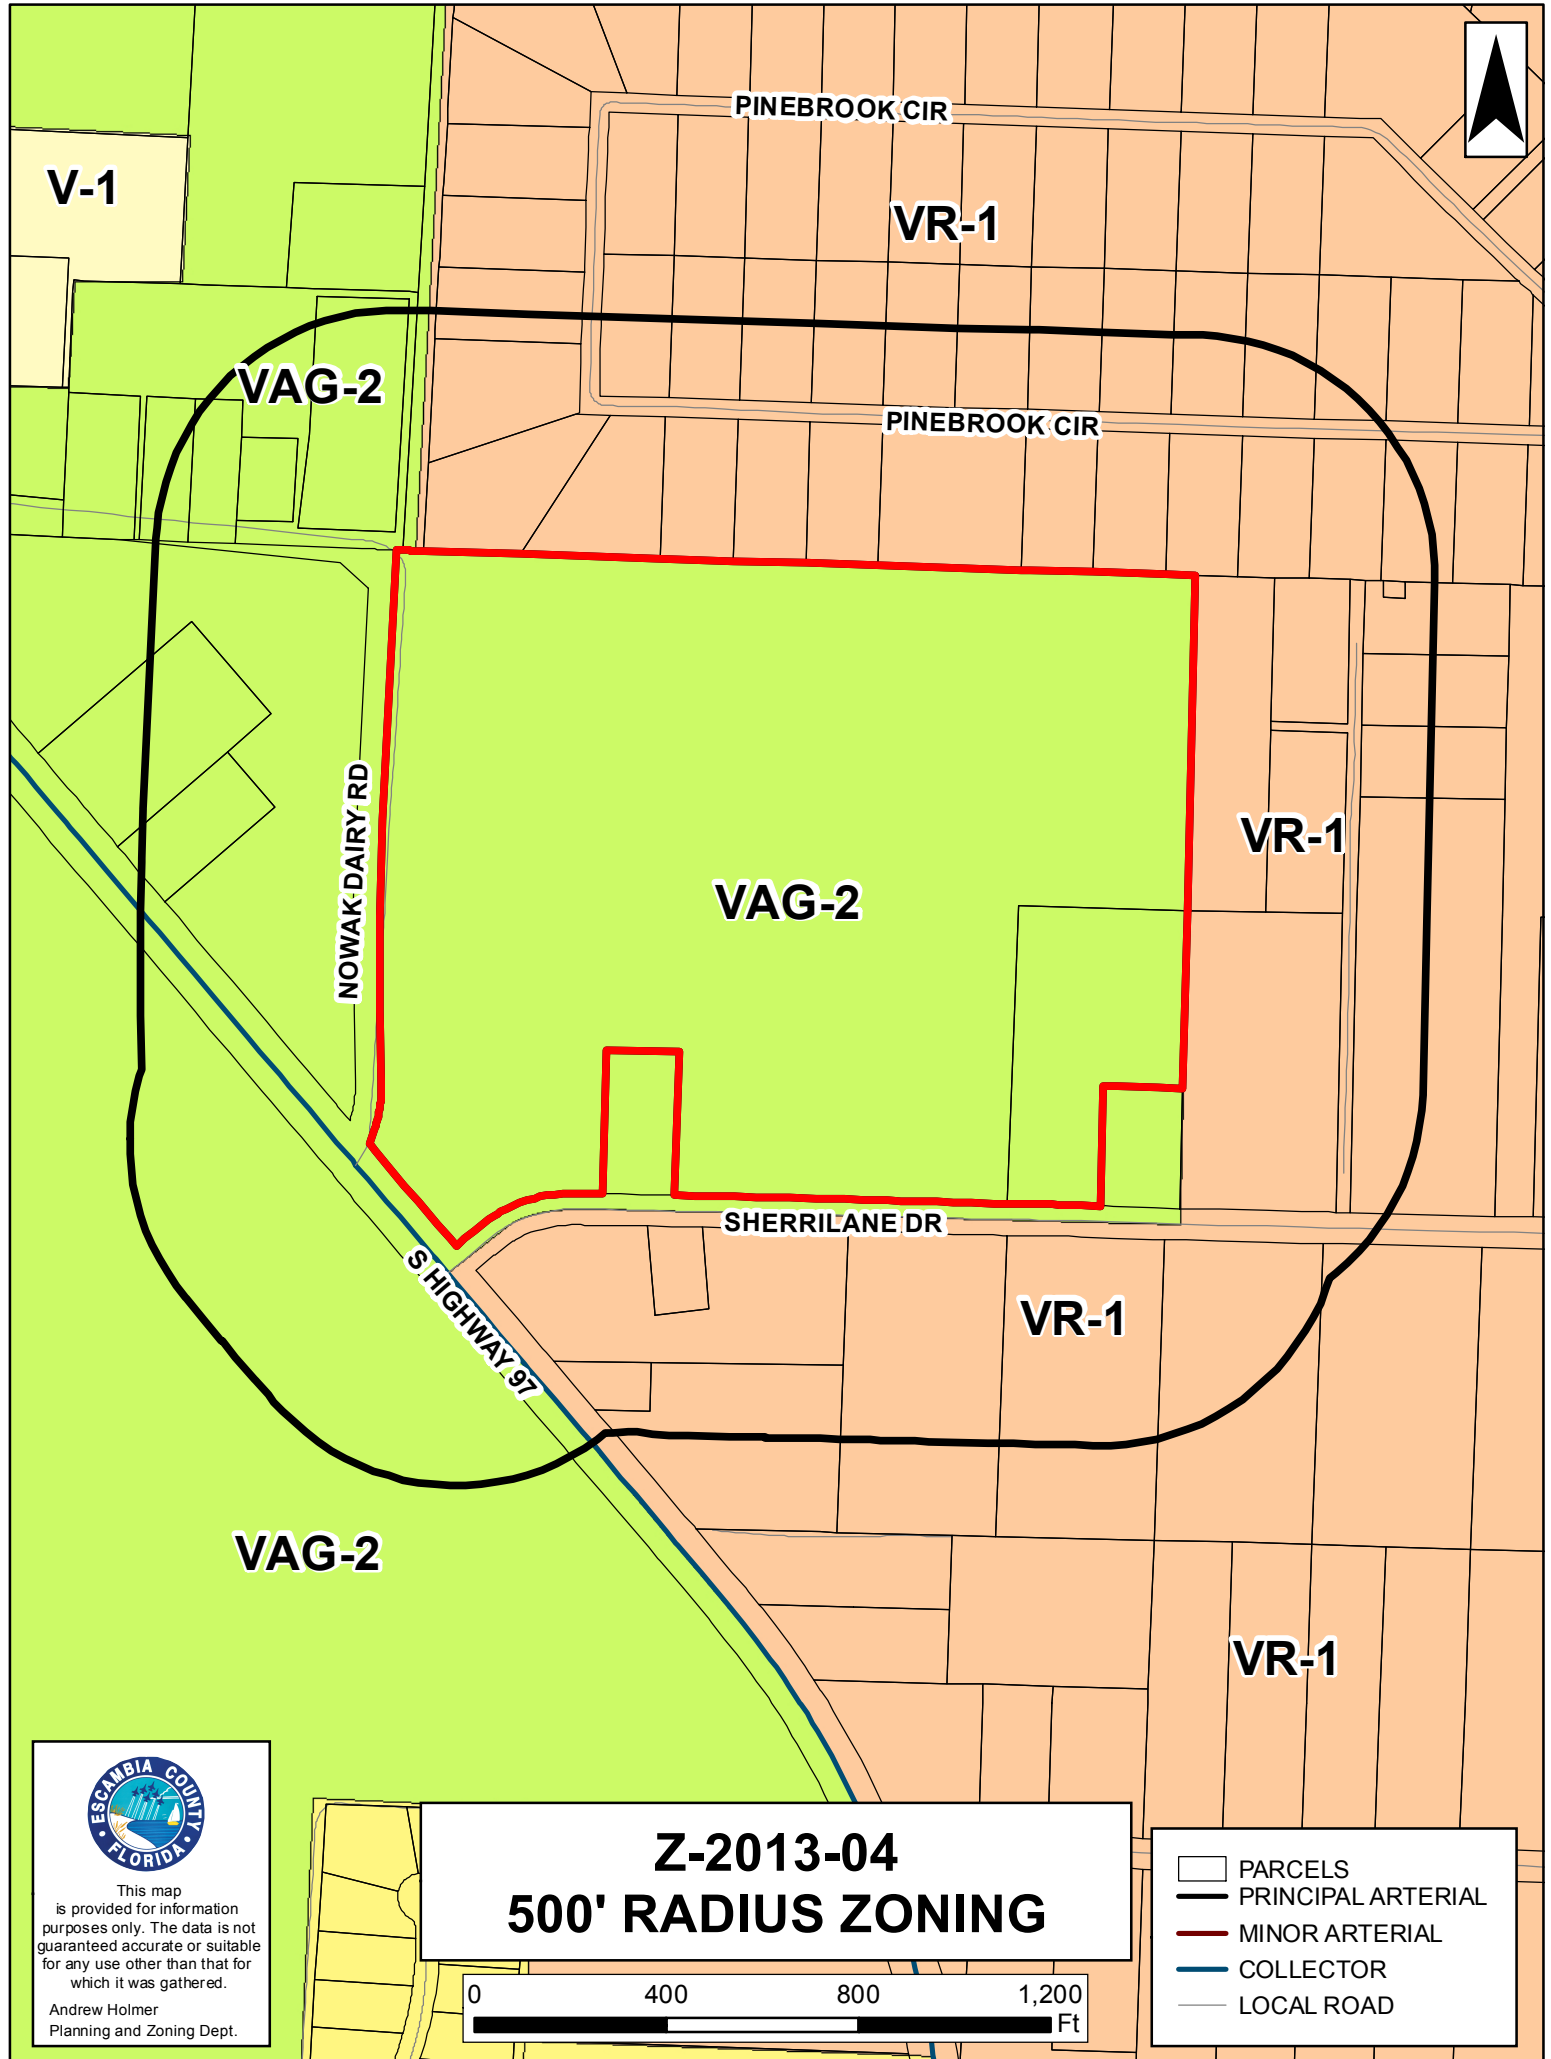 PINEBROOK CIR
V-1
VR-1
VAG-2
PINEBROOK CIR
NOWAK DAIRY RD
VR-1
VAG-2
SHERRILANE DR
S HIGHWAY 97
VR-1
VAG-2
VR-1
ESCAMBIA COUNTY
FLORIDA
This map
is provided for information
purposes only. The data is not
guaranteed accurate or suitable
for any use other than that for
which it was gathered.
Andrew Holmer
Planning and Zoning Dept.
Z-2013-04
500' RADIUS ZONING
0 400 800 1,200
Ft
PARCELS
PRINCIPAL ARTERIAL
MINOR ARTERIAL
COLLECTOR
LOCAL ROAD